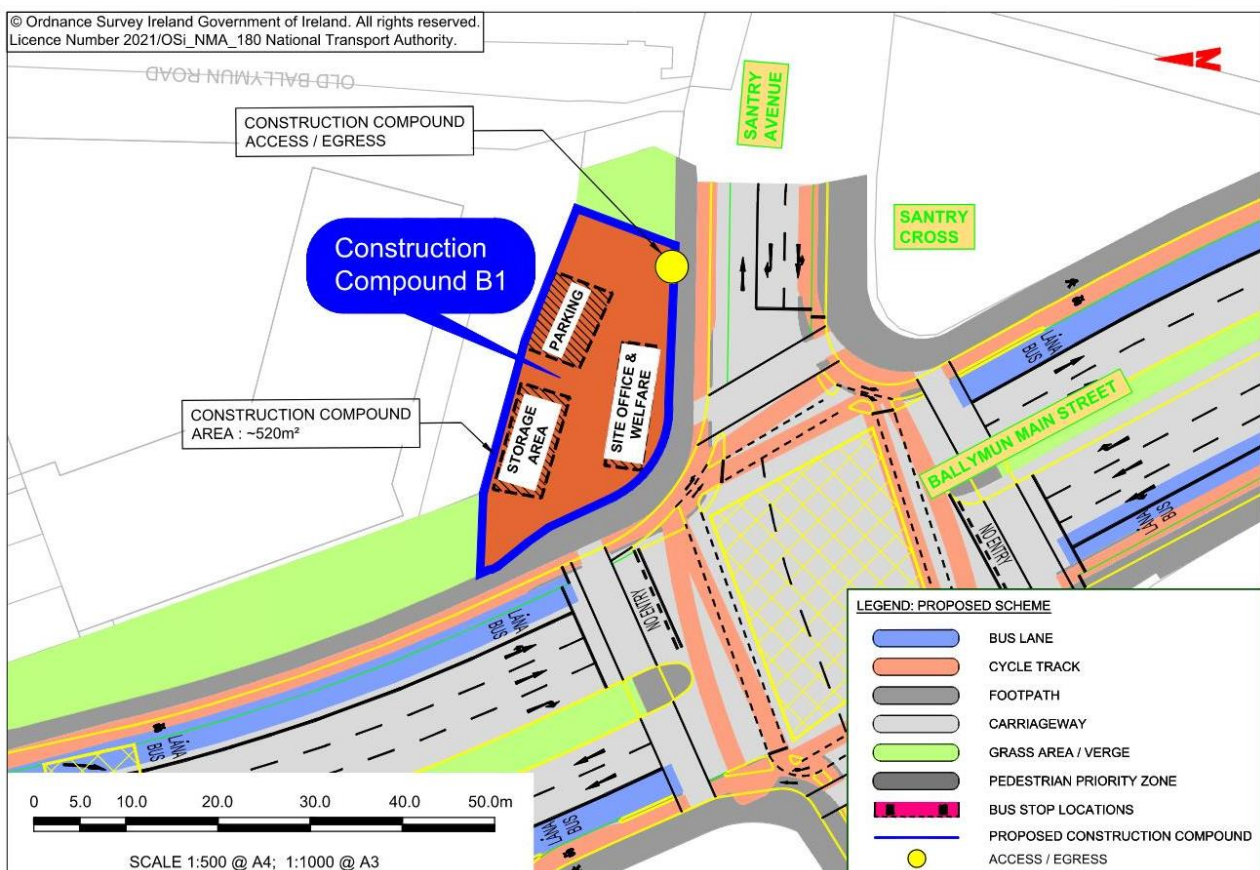 © Ordnance Survey Ireland Government of Ireland. All rights reserved.
Licence Number 2021/OSi_NMA_180 National Transport Authority.
OLD BALLYMUN ROAD
N
SANTRY
AVENUE
CONSTRUCTION COMPOUND
ACCESS / EGRESS
SANTRY
CROSS
Construction
Compound B1
PARKING
CONSTRUCTION COMPOUND
AREA : ~520m²
STORAGE
AREA
SITE OFFICE &
WELFARE
LÁNA
BUS
BALLYMUN MAIN STREET
LÁNA
BUS
LÁNA
BUS
NO ENTRY
NO ENTRY
LÁNA
BUS
LÁNA
BUS
LÁNA
BUS
0 5.0 10.0 20.0 30.0 40.0 50.0m
SCALE 1:500 @ A4; 1:1000 @ A3
LEGEND: PROPOSED SCHEME
BUS LANE
CYCLE TRACK
FOOTPATH
CARRIAGEWAY
GRASS AREA / VERGE
PEDESTRIAN PRIORITY ZONE
BUS STOP LOCATIONS
PROPOSED CONSTRUCTION COMPOUND
ACCESS / EGRESS